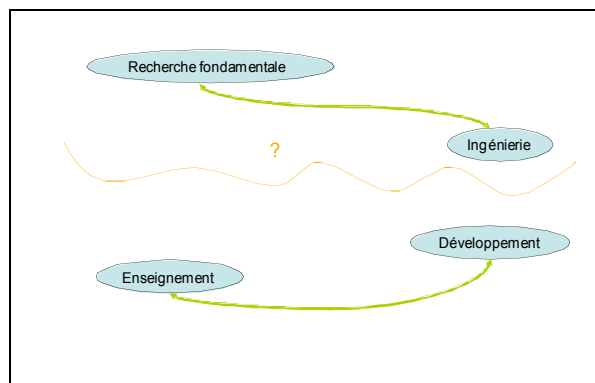 Recherche fondamentale
?
Ingénierie
Développement
Enseignement